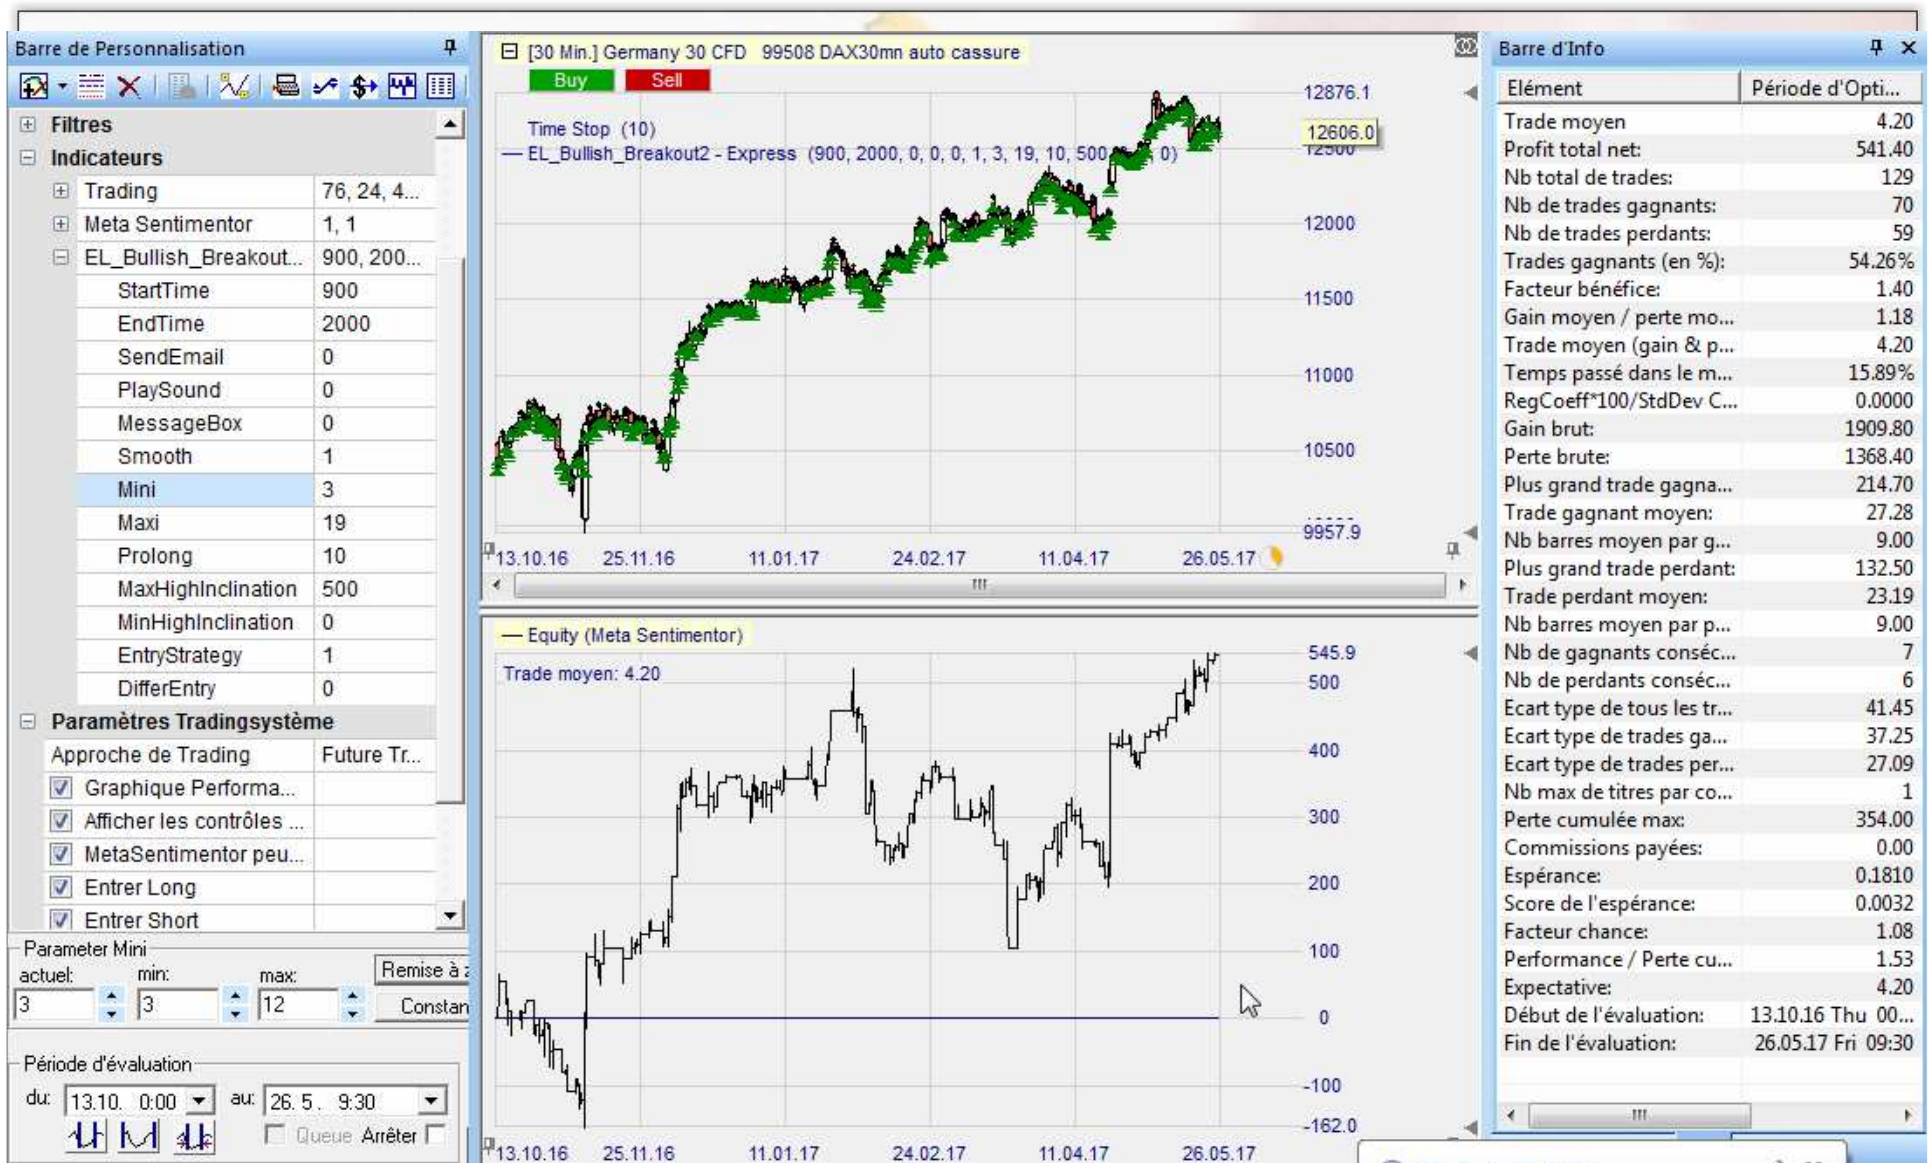 Barre de Personnalisation
Filtres
Indicateurs
Trading 76, 24, 4...
Meta Sentimentor 1, 1
EL_Bullish_Breakout... 900, 200...
StartTime 900
EndTime 2000
SendEmail 0
PlaySound 0
MessageBox 0
Smooth 1
Mini 3
Maxi 19
Prolong 10
MaxHighInclination 500
MinHighInclination 0
EntryStrategy 1
DifferEntry 0
Paramètres Tradingsystème
Approche de Trading Future Tr...
Graphique Performa...
Afficher les contrôles ...
MetaSentimentor peu...
Entrer Long
Entrer Short
Parameter Mini
actuel: min: max: Remise à z
3 3 12 Constan
Période d'évaluation
du: 13.10. 0:00 au: 26. 5. 9:30
Queue Arrêter
[30 Min.] Germany 30 CFD 99508 DAX30mn auto cassure
Buy Sell
Time Stop (10)
EL_Bullish_Breakout2 - Express (900, 2000, 0, 0, 0, 1, 3, 19, 10, 500, 0)
12876.1
12606.0
12500
12000
11500
11000
10500
9957.9
13.10.16 25.11.16 11.01.17 24.02.17 11.04.17 26.05.17
Equity (Meta Sentimentor)
Trade moyen: 4.20
545.9
500
400
300
200
100
0
-100
-162.0
13.10.16 25.11.16 11.01.17 24.02.17 11.04.17 26.05.17
Barre d'Info
Elément Période d'Opti...
Trade moyen 4.20
Profit total net: 541.40
Nb total de trades: 129
Nb de trades gagnants: 70
Nb de trades perdants: 59
Trades gagnants (en %): 54.26%
Facteur bénéfice: 1.40
Gain moyen / perte mo... 1.18
Trade moyen (gain & p... 4.20
Temps passé dans le m... 15.89%
RegCoeff*100/StdDev C... 0.0000
Gain brut: 1909.80
Perte brute: 1368.40
Plus grand trade gagna... 214.70
Trade gagnant moyen: 27.28
Nb barres moyen par g... 9.00
Plus grand trade perdant: 132.50
Trade perdant moyen: 23.19
Nb barres moyen par p... 9.00
Nb de gagnants conséc... 7
Nb de perdants conséc... 6
Ecart type de tous les tr... 41.45
Ecart type de trades ga... 37.25
Ecart type de trades per... 27.09
Nb max de titres par co... 1
Perte cumulée max: 354.00
Commissions payées: 0.00
Espérance: 0.1810
Score de l'espérance: 0.0032
Facteur chance: 1.08
Performance / Perte cu... 1.53
Expectative: 4.20
Début de l'évaluation: 13.10.16 Thu 00...
Fin de l'évaluation: 26.05.17 Fri 09:30